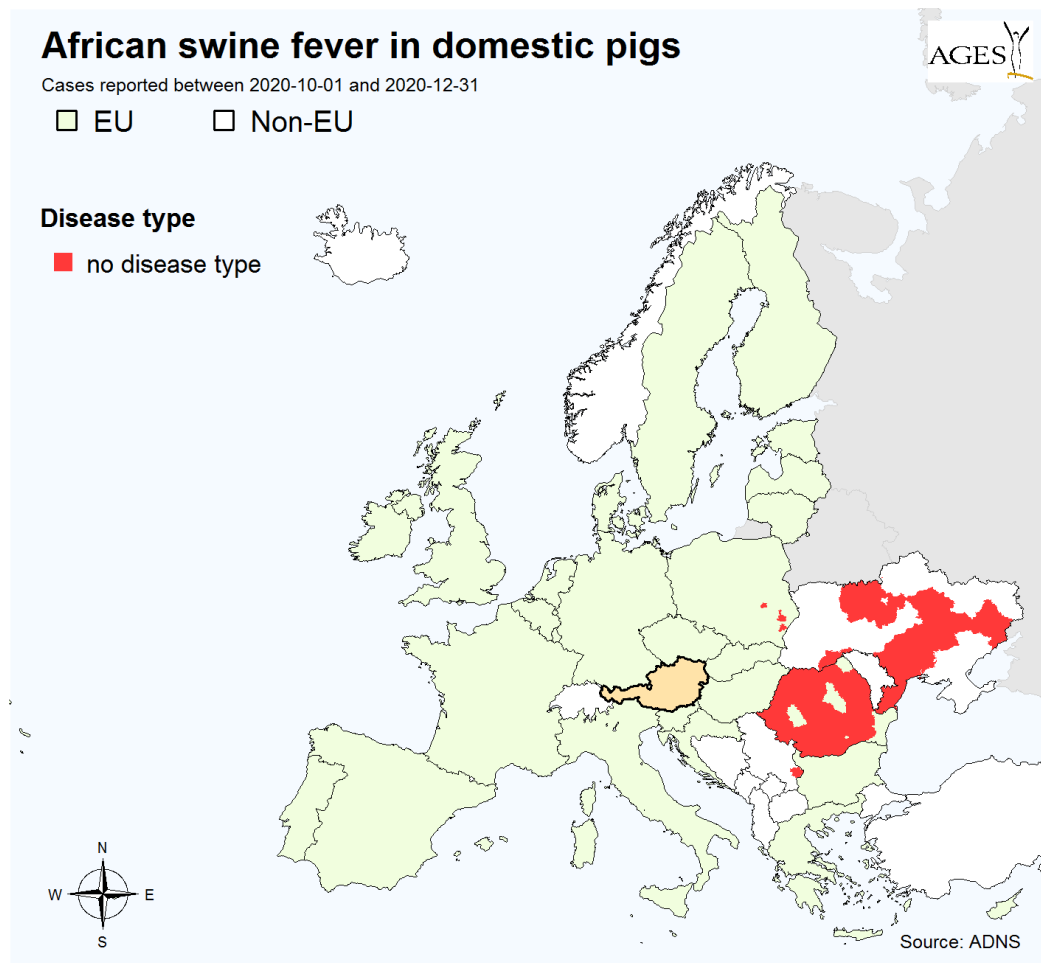 African swine fever in domestic pigs
Cases reported between 2020-10-01 and 2020-12-31
EU Non-EU
AGES
Disease type
no disease type
N
W E
S
Source: ADNS